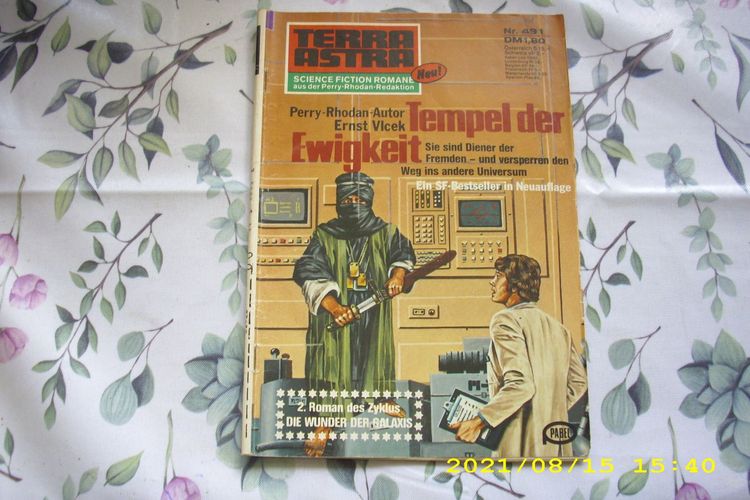 TERRA
ASTRA
SCIENCE FICTION ROMANE
aus der Perry-Rhodan-Redaktion
Neu!
Nr. 491
DM 1,80
Österreich
Schweiz
Perry-Rhodan-Autor
Ernst Vlcek
Tempel der
Ewigkeit
Sie sind Diener der
Fremden – und versperren den
Weg ins andere Universum
Ein SF-Bestseller in Neuauflage
2. Roman des Zyklus
DIE WUNDER DER GALAXIS
PABEL
2021/08/15 15:40